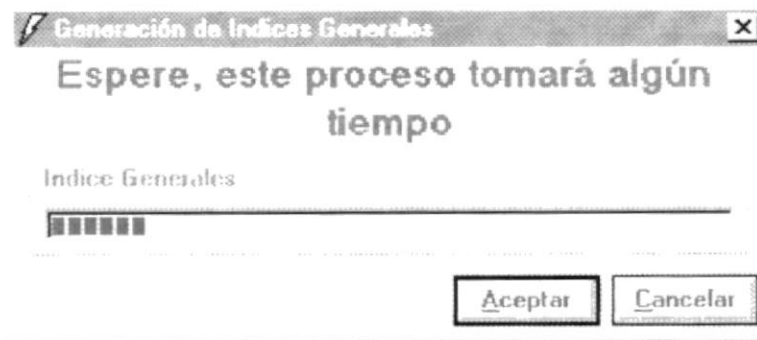 Generación de Indices Generales
Espere, este proceso tomará algún
tiempo
Indice Generales
Aceptar
Cancelar